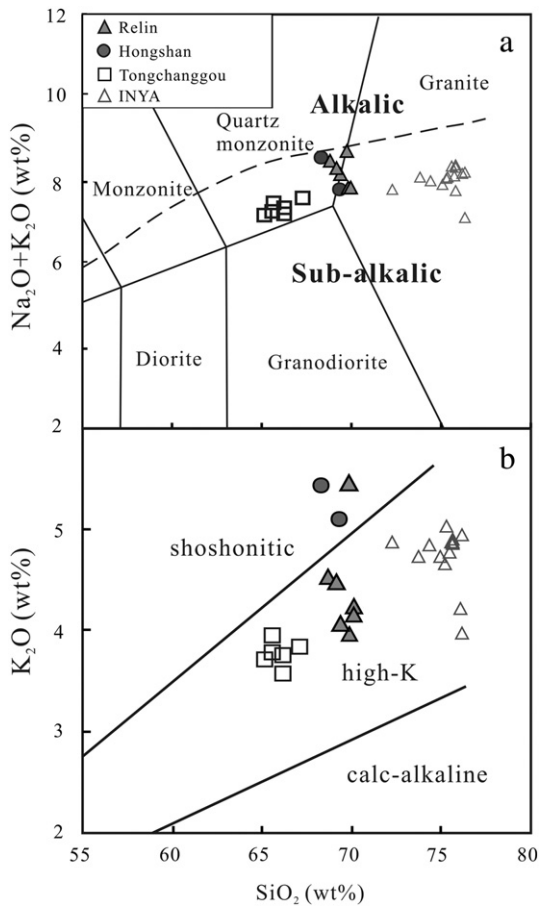 12
10
8
6
4
2
Na₂O+K₂O (wt%)
Relin
Hongshan
Tongchanggou
INYA
a
Alkalic
Granite
Quartz
monzonite
Monzonite
Sub-alkalic
Diorite
Granodiorite
b
5
4
3
2
K₂O (wt%)
shoshonitic
high-K
calc-alkaline
55
60
65
70
75
80
SiO₂ (wt%)